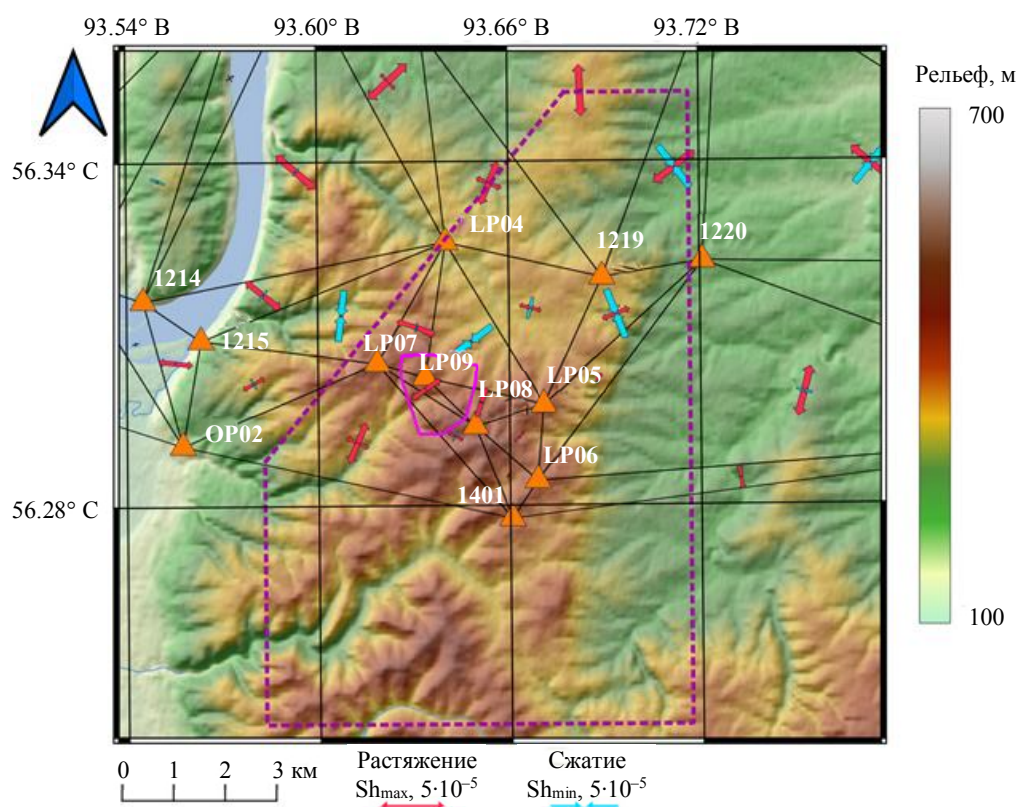 93.54° В 93.60° В 93.66° В 93.72° В
Рельеф, м
700
56.34° С
LP04
1219
1220
1214
1215
LP07
LP09
LP08
LP05
OP02
LP06
1401
56.28° С
100
0 1 2 3 км
Растяжение
Shmax, 5·10⁻⁵
Сжатие
Shmin, 5·10⁻⁵